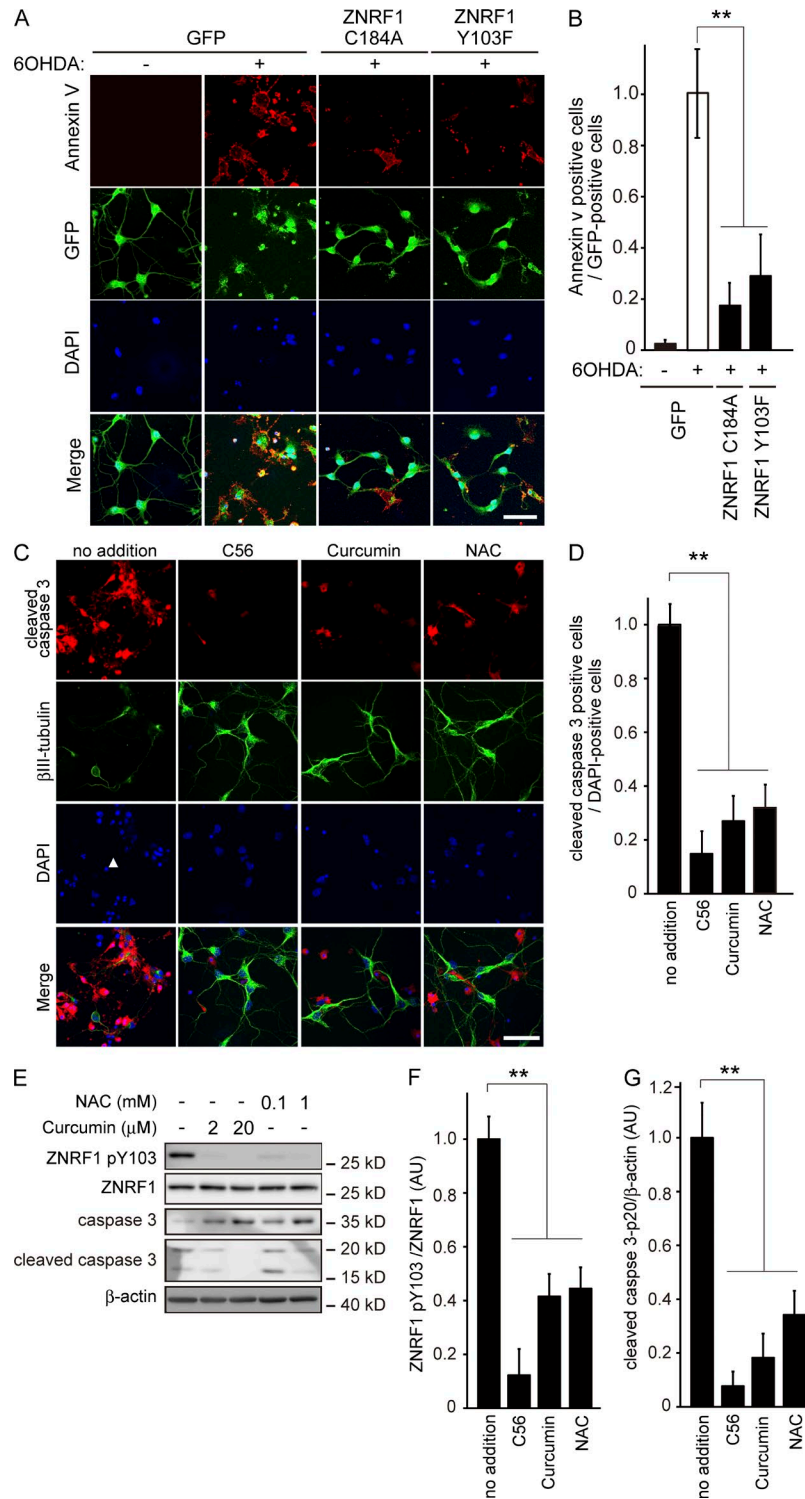 A
GFP
ZNRF1
C184A
ZNRF1
Y103F
6OHDA:
- + + +
Annexin V
GFP
DAPI
Merge
B
**
Annexin v positive cells
/ GFP-positive cells
1.0
0.8
0.6
0.4
0.2
0
6OHDA: - + + +
GFP
ZNRF1 C184A
ZNRF1 Y103F
C
no addition
C56
Curcumin
NAC
cleaved
caspase 3
βIII-tubulin
DAPI
Merge
D
**
cleaved caspase 3 positive cells
/ DAPI-positive cells
1.0
0.8
0.6
0.4
0.2
0
no addition
C56
Curcumin
NAC
E
NAC (mM) - - - 0.1 1
Curcumin (μM) - 2 20 - -
ZNRF1 pY103
– 25 kD
ZNRF1
– 25 kD
caspase 3
– 35 kD
cleaved caspase 3
– 20 kD
– 15 kD
β-actin
– 40 kD
F
**
ZNRF1 pY103 /ZNRF1 (AU)
1.0
0.8
0.6
0.4
0.2
0
no addition
C56
Curcumin
NAC
G
**
cleaved caspse 3-p20/β-actin (AU)
1.2
1.0
0.8
0.6
0.4
0.2
0
no addition
C56
Curcumin
NAC